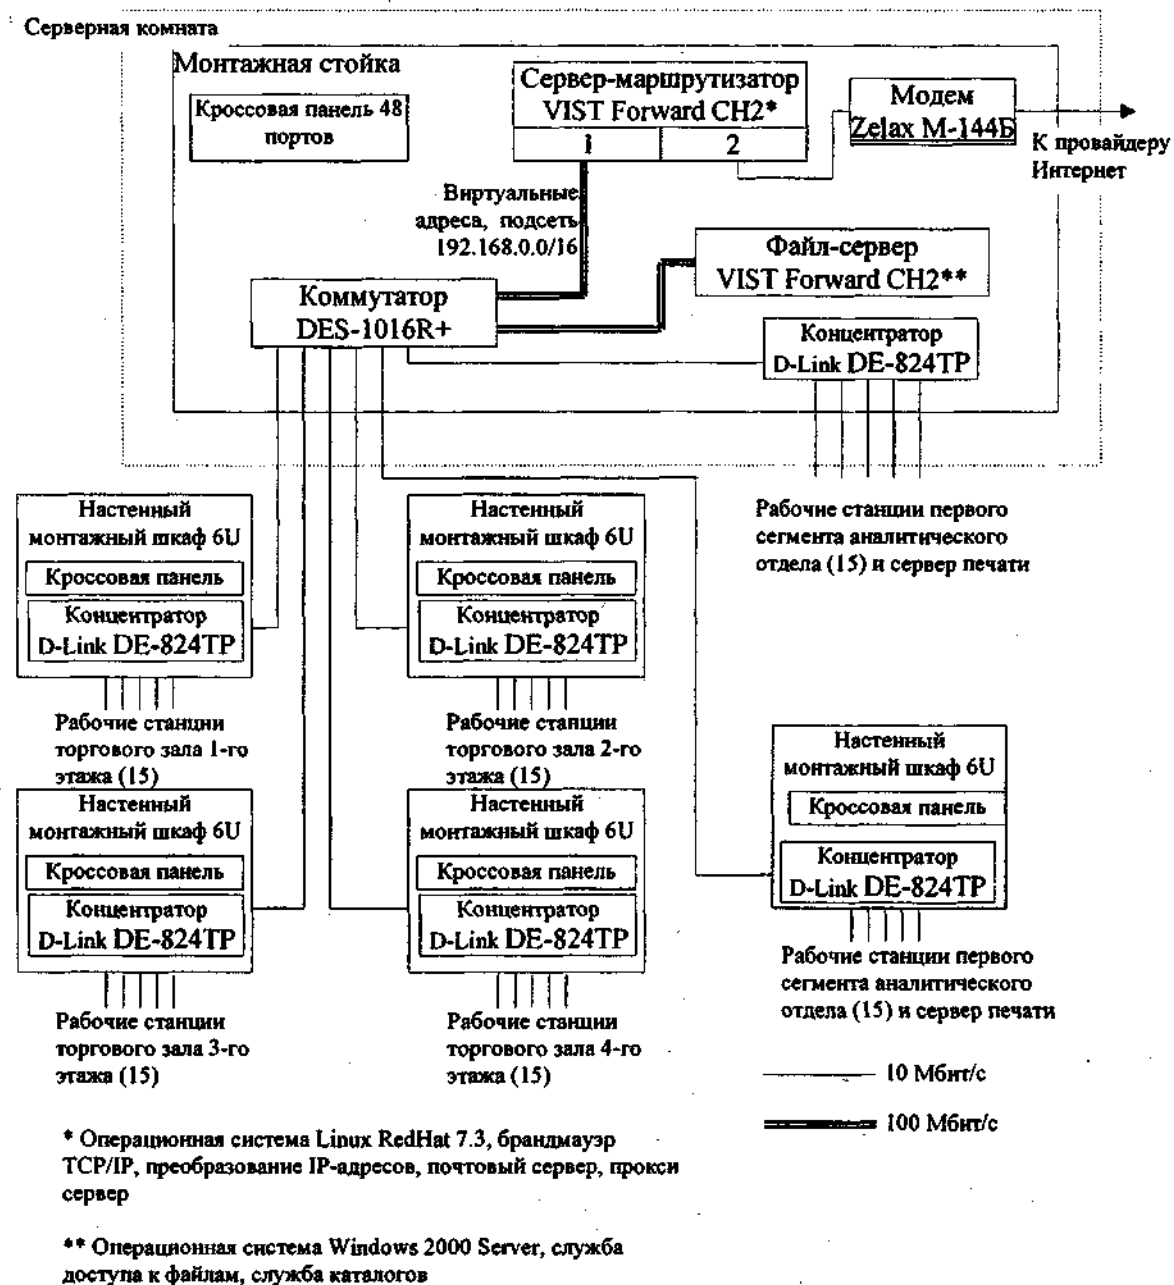 Серверная комната
Монтажная стойка
Кроссовая панель 48
портов
Сервер-маршрутизатор
VIST Forward CH2*
1
2
Модем
Zelax М-144Б
К провайдеру
Интернет
Виртуальные
адреса, подсеть
192.168.0.0/16
Файл-сервер
VIST Forward CH2**
Коммутатор
DES-1016R+
Концентратор
D-Link DE-824TP
Рабочие станции первого
сегмента аналитического
отдела (15) и сервер печати
Настенный
монтажный шкаф 6U
Кроссовая панель
Концентратор
D-Link DE-824TP
Рабочие станции
торгового зала 1-го
этажа (15)
Настенный
монтажный шкаф 6U
Кроссовая панель
Концентратор
D-Link DE-824TP
Рабочие станции
торгового зала 2-го
этажа (15)
Настенный
монтажный шкаф 6U
Кроссовая панель
Концентратор
D-Link DE-824TP
Рабочие станции
торгового зала 3-го
этажа (15)
Настенный
монтажный шкаф 6U
Кроссовая панель
Концентратор
D-Link DE-824TP
Рабочие станции
торгового зала 4-го
этажа (15)
Настенный
монтажный шкаф 6U
Кроссовая панель
Концентратор
D-Link DE-824TP
Рабочие станции первого
сегмента аналитического
отдела (15) и сервер печати
10 Мбит/с
100 Мбит/с
* Операционная система Linux RedHat 7.3, брандмауэр
TCP/IP, преобразование IP-адресов, почтовый сервер, прокси
сервер
** Операционная система Windows 2000 Server, служба
доступа к файлам, служба каталогов